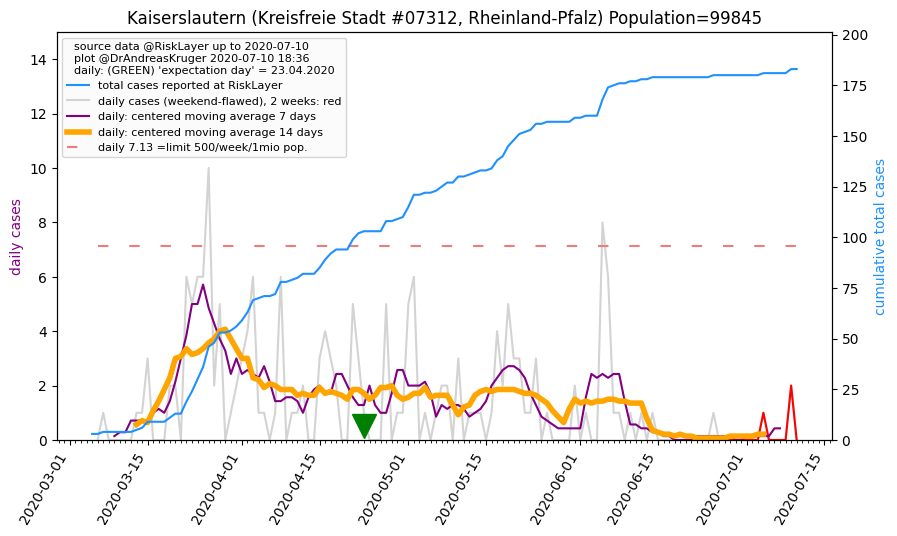 Kaiserslautern (Kreisfreie Stadt #07312, Rheinland-Pfalz) Population=99845
source data @RiskLayer up to 2020-07-10
plot @DrAndreasKruger 2020-07-10 18:36
daily: (GREEN) 'expectation day' = 23.04.2020
total cases reported at RiskLayer
daily cases (weekend-flawed), 2 weeks: red
daily: centered moving average 7 days
daily: centered moving average 14 days
daily 7.13 =limit 500/week/1mio pop.
daily cases
14
12
10
8
6
4
2
0
cumulative total cases
200
175
150
125
100
75
50
25
0
2020-03-01
2020-03-15
2020-04-01
2020-04-15
2020-05-01
2020-05-15
2020-06-01
2020-06-15
2020-07-01
2020-07-15